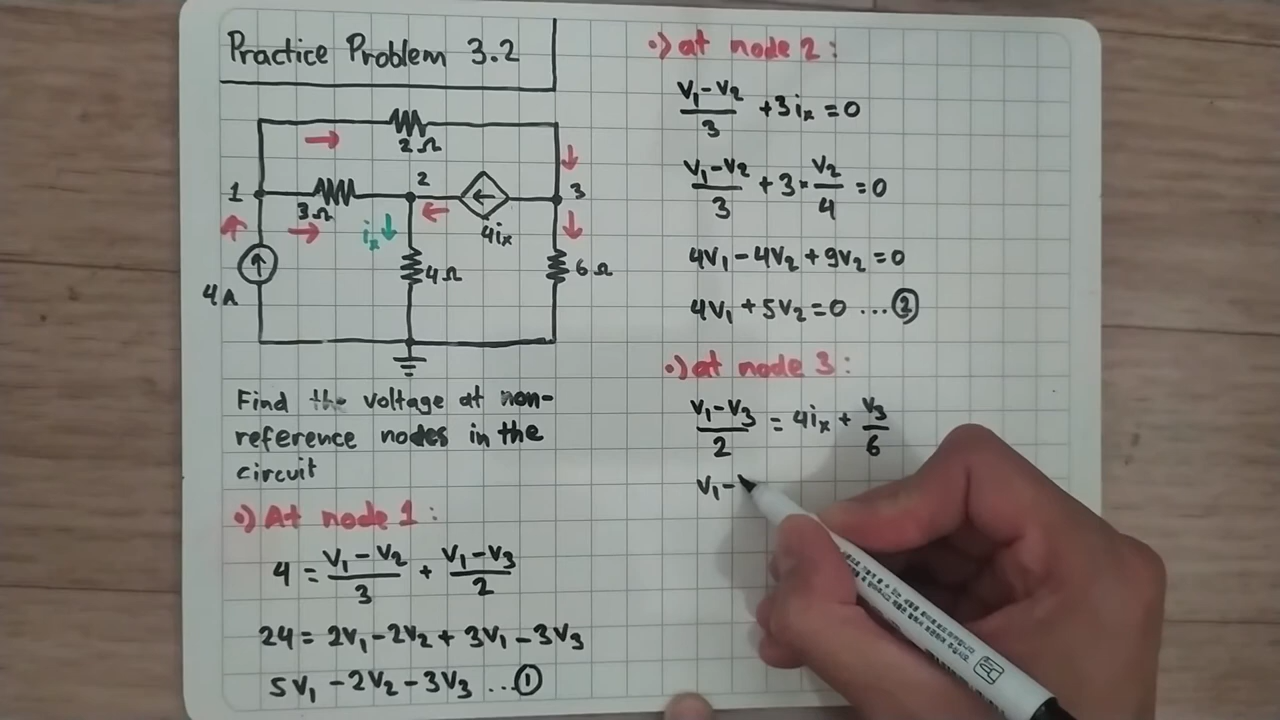 Practice Problem 3.2
2Ω
1
3Ω
2
3
iₓ
4iₓ
4A
4Ω
6Ω
Find the voltage at non-
reference nodes in the
circuit
•) At node 1:
4 = (V₁ - V₂)/3 + (V₁ - V₃)/2
24 = 2V₁ - 2V₂ + 3V₁ - 3V₃
5V₁ - 2V₂ - 3V₃ ...①
•) at node 2:
(V₁ - V₂)/3 + 3iₓ = 0
(V₁ - V₂)/3 + 3 * V₂/4 = 0
4V₁ - 4V₂ + 9V₂ = 0
4V₁ + 5V₂ = 0 ...②
•) at node 3:
(V₁ - V₃)/2 = 4iₓ + V₃/6
V₁ -